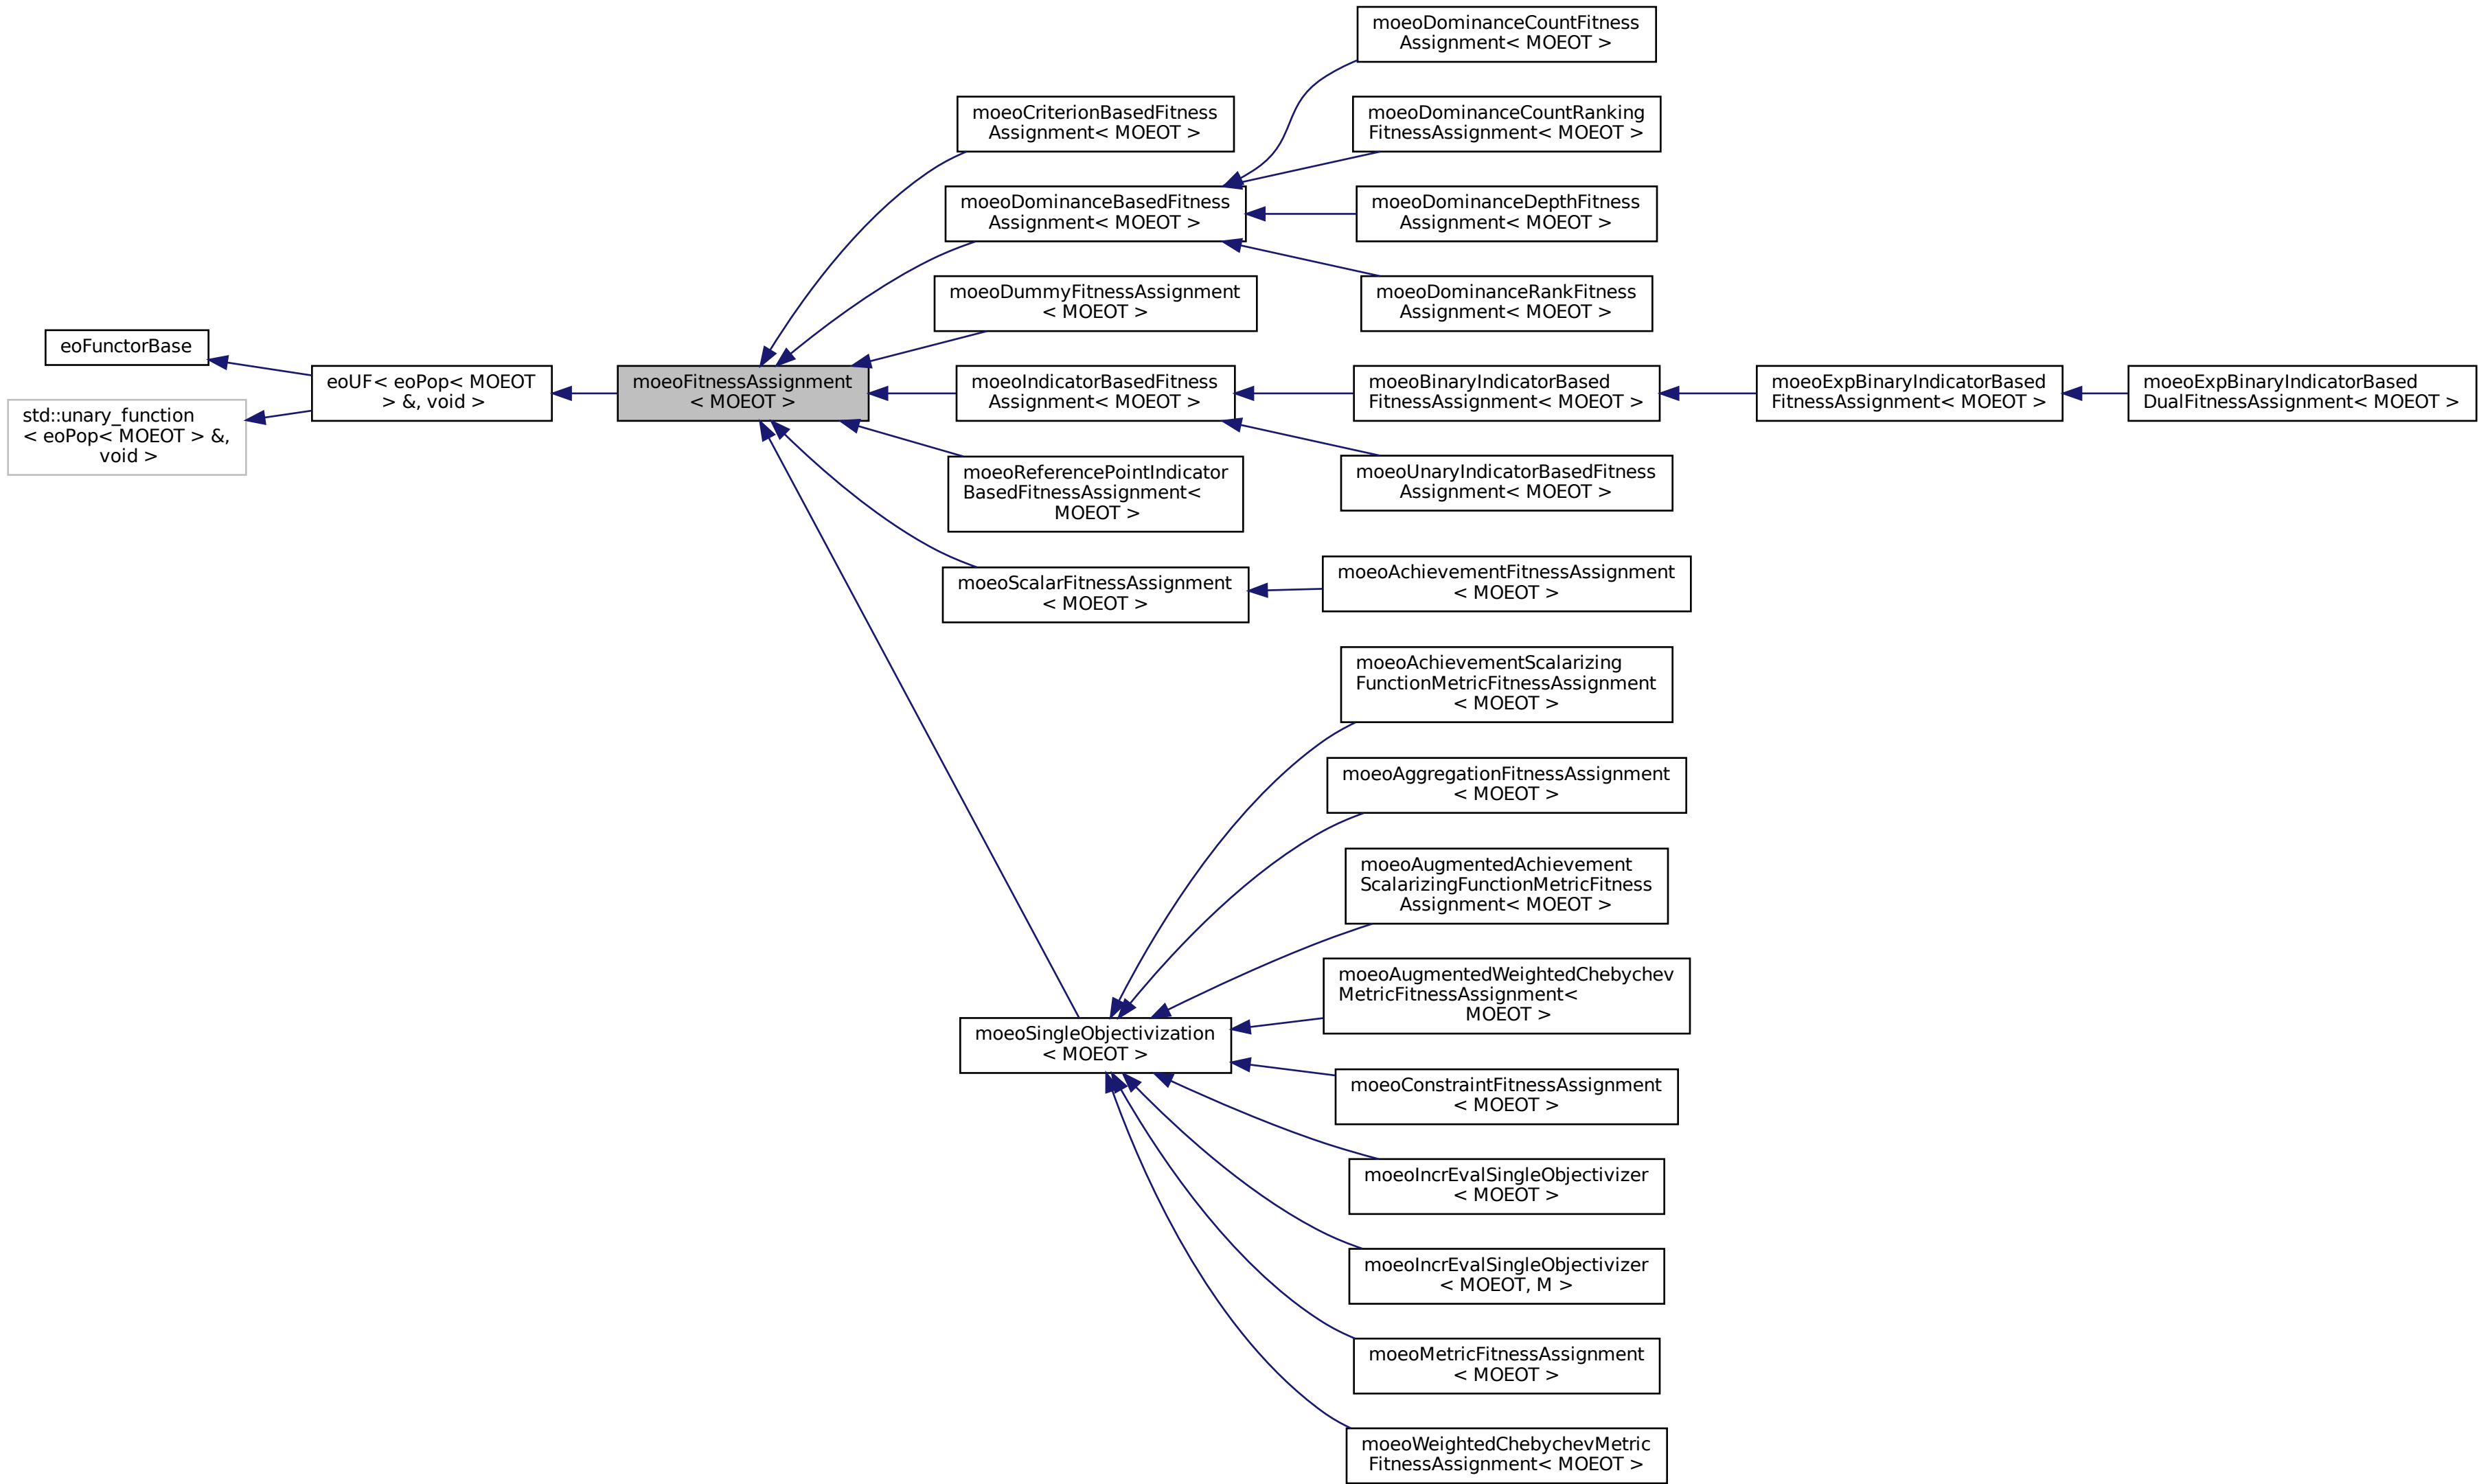 eoFunctorBase
std::unary_function
< eoPop< MOEOT > &,
void >
eoUF< eoPop< MOEOT
> &, void >
moeoFitnessAssignment
< MOEOT >
moeoCriterionBasedFitness
Assignment< MOEOT >
moeoDominanceBasedFitness
Assignment< MOEOT >
moeoDummyFitnessAssignment
< MOEOT >
moeoIndicatorBasedFitness
Assignment< MOEOT >
moeoReferencePointIndicator
BasedFitnessAssignment<
MOEOT >
moeoScalarFitnessAssignment
< MOEOT >
moeoSingleObjectivization
< MOEOT >
moeoDominanceCountFitness
Assignment< MOEOT >
moeoDominanceCountRanking
FitnessAssignment< MOEOT >
moeoDominanceDepthFitness
Assignment< MOEOT >
moeoDominanceRankFitness
Assignment< MOEOT >
moeoBinaryIndicatorBased
FitnessAssignment< MOEOT >
moeoUnaryIndicatorBasedFitness
Assignment< MOEOT >
moeoAchievementFitnessAssignment
< MOEOT >
moeoAchievementScalarizing
FunctionMetricFitnessAssignment
< MOEOT >
moeoAggregationFitnessAssignment
< MOEOT >
moeoAugmentedAchievement
ScalarizingFunctionMetricFitness
Assignment< MOEOT >
moeoAugmentedWeightedChebychev
MetricFitnessAssignment<
MOEOT >
moeoConstraintFitnessAssignment
< MOEOT >
moeoIncrEvalSingleObjectivizer
< MOEOT >
moeoIncrEvalSingleObjectivizer
< MOEOT, M >
moeoMetricFitnessAssignment
< MOEOT >
moeoWeightedChebychevMetric
FitnessAssignment< MOEOT >
moeoExpBinaryIndicatorBased
FitnessAssignment< MOEOT >
moeoExpBinaryIndicatorBased
DualFitnessAssignment< MOEOT >